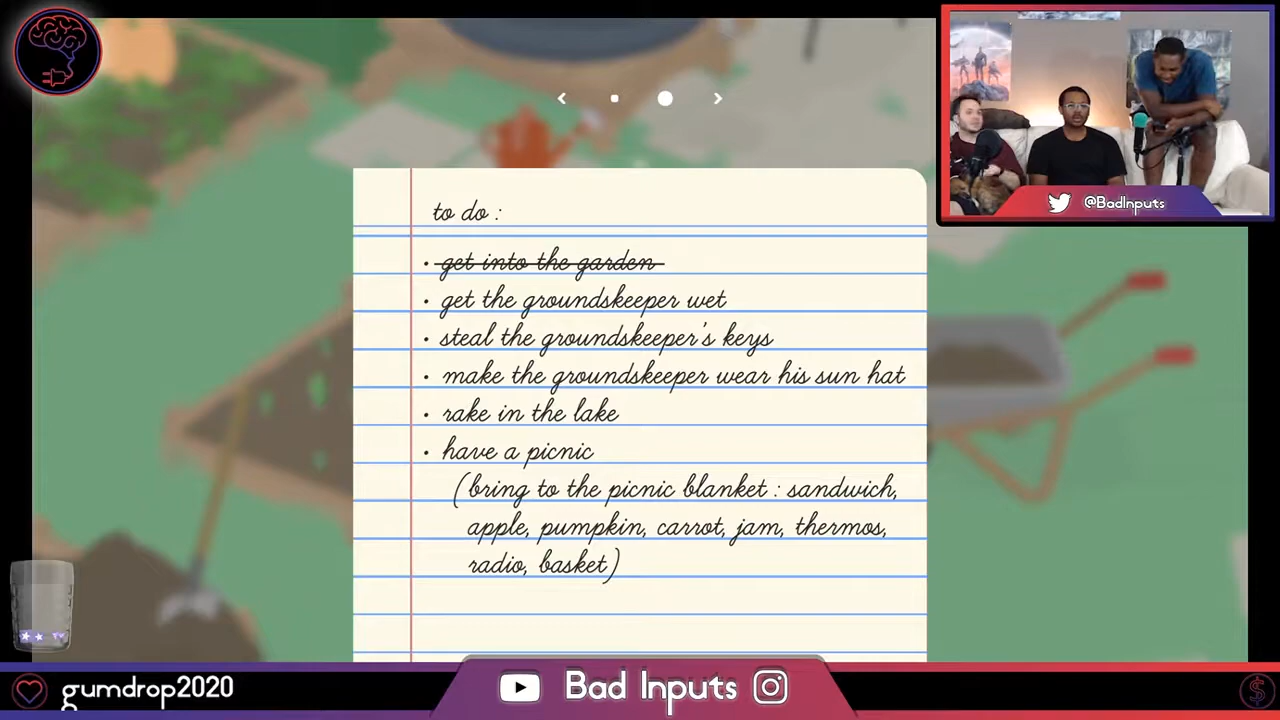 @BadInputs
to do :
• get into the garden
• get the groundskeeper wet
• steal the groundskeeper's keys
• make the groundskeeper wear his sun hat
• rake in the lake
• have a picnic
(bring to the picnic blanket : sandwich,
apple, pumpkin, carrot, jam, thermos,
radio, basket)
gumdrop2020
Bad Inputs